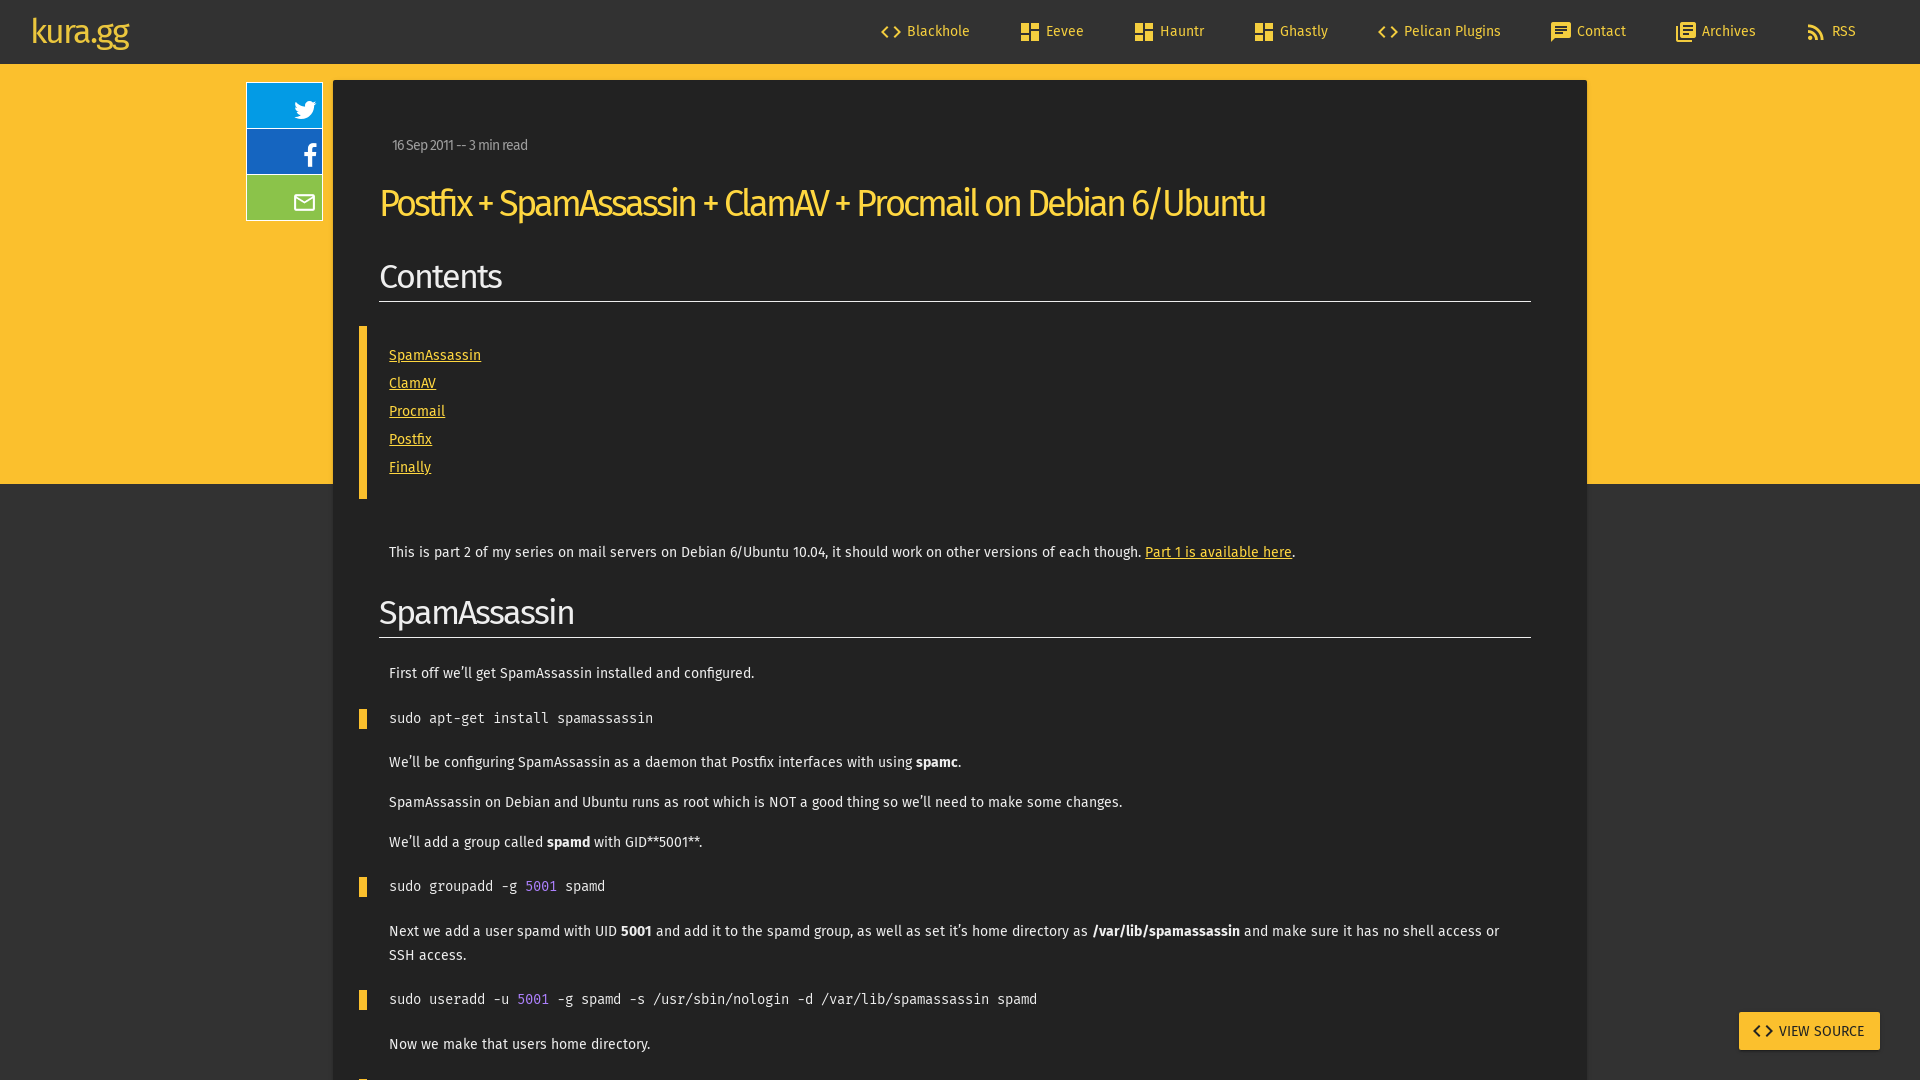 kura.gg
Blackhole
Eevee
Hauntr
Ghastly
Pelican Plugins
Contact
Archives
RSS
16 Sep 2011 -- 3 min read
Postfix + SpamAssassin + ClamAV + Procmail on Debian 6/Ubuntu
Contents
SpamAssassin
ClamAV
Procmail
Postfix
Finally
This is part 2 of my series on mail servers on Debian 6/Ubuntu 10.04, it should work on other versions of each though. Part 1 is available here.
SpamAssassin
First off we’ll get SpamAssassin installed and configured.
sudo apt-get install spamassassin
We’ll be configuring SpamAssassin as a daemon that Postfix interfaces with using spamc.
SpamAssassin on Debian and Ubuntu runs as root which is NOT a good thing so we’ll need to make some changes.
We’ll add a group called spamd with GID**5001**.
sudo groupadd -g 5001 spamd
Next we add a user spamd with UID 5001 and add it to the spamd group, as well as set it’s home directory as /var/lib/spamassassin and make sure it has no shell access or
SSH access.
sudo useradd -u 5001 -g spamd -s /usr/sbin/nologin -d /var/lib/spamassassin spamd
Now we make that users home directory.
VIEW SOURCE